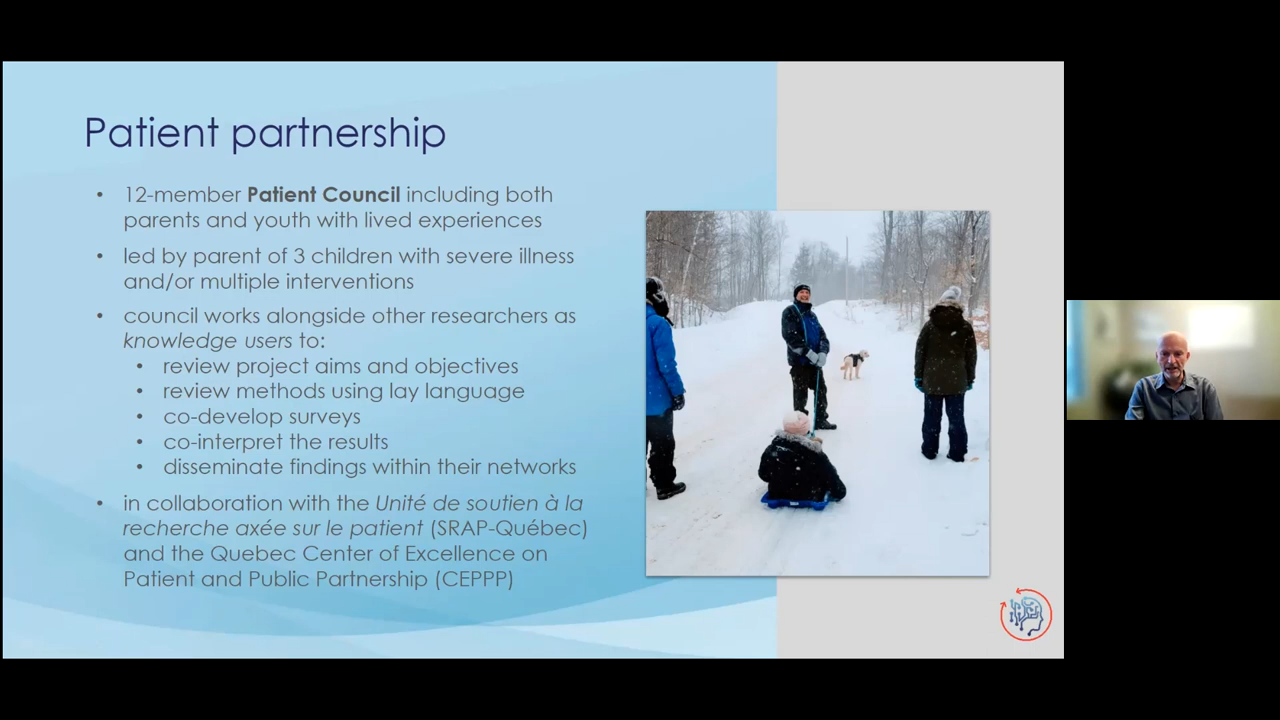 Patient partnership
• 12-member Patient Council including both
parents and youth with lived experiences
• led by parent of 3 children with severe illness
and/or multiple interventions
• council works alongside other researchers as
knowledge users to:
• review project aims and objectives
• review methods using lay language
• co-develop surveys
• co-interpret the results
• disseminate findings within their networks
• in collaboration with the Unité de soutien à la
recherche axée sur le patient (SRAP-Québec)
and the Quebec Center of Excellence on
Patient and Public Partnership (CEPPP)